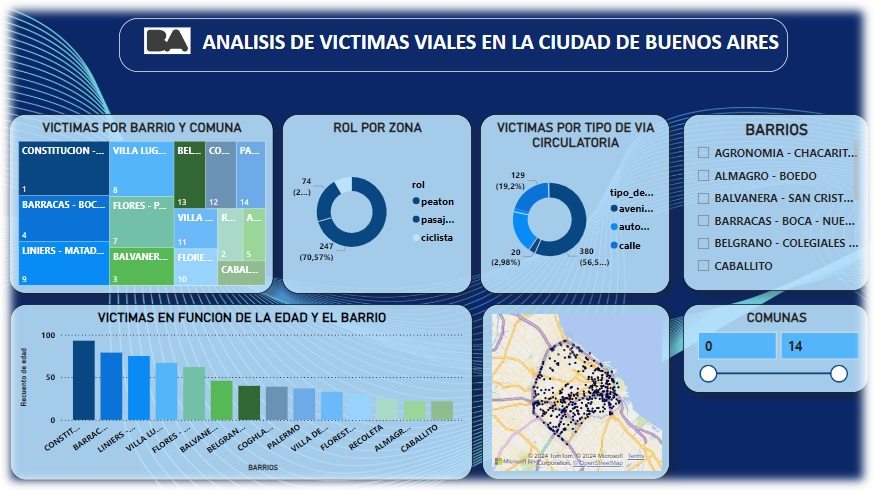 BA ANALISIS DE VICTIMAS VIALES EN LA CIUDAD DE BUENOS AIRES
VICTIMAS POR BARRIO Y COMUNA
CONSTITUCION -...
1
BARRACAS - BOC...
4
LINIERS - MATAD...
9
VILLA LUG...
8
FLORES - P...
7
BALVANER...
3
BEL...
13
CO...
12
PA...
14
VILLA ...
11
FLORE...
10
R...
2
A...
5
CABAL...
ROL POR ZONA
74
(2...)
247
(70,57%)
rol
peaton
pasaj...
ciclista
VICTIMAS POR TIPO DE VIA
CIRCULATORIA
129
(19,2%)
20
(2,98%)
380
(56,5...)
tipo_de...
aveni...
auto...
calle
BARRIOS
AGRONOMIA - CHACARIT...
ALMAGRO - BOEDO
BALVANERA - SAN CRIST...
BARRACAS - BOCA - NUE...
BELGRANO - COLEGIALES ...
CABALLITO
VICTIMAS EN FUNCION DE LA EDAD Y EL BARRIO
Recuento de edad
100
50
0
CONSTIT...
BARRAC...
LINIERS -...
VILLA LU...
FLORES - ...
BALVANE...
BELGRAN...
COGHLA...
PALERMO
VILLA DE...
FLOREST...
RECOLETA
ALMAGR...
CABALLITO
BARRIOS
Microsoft Bing
© 2024 TomTom, © 2024 Microsoft Corporation, © OpenStreetMap Terms
COMUNAS
0
14